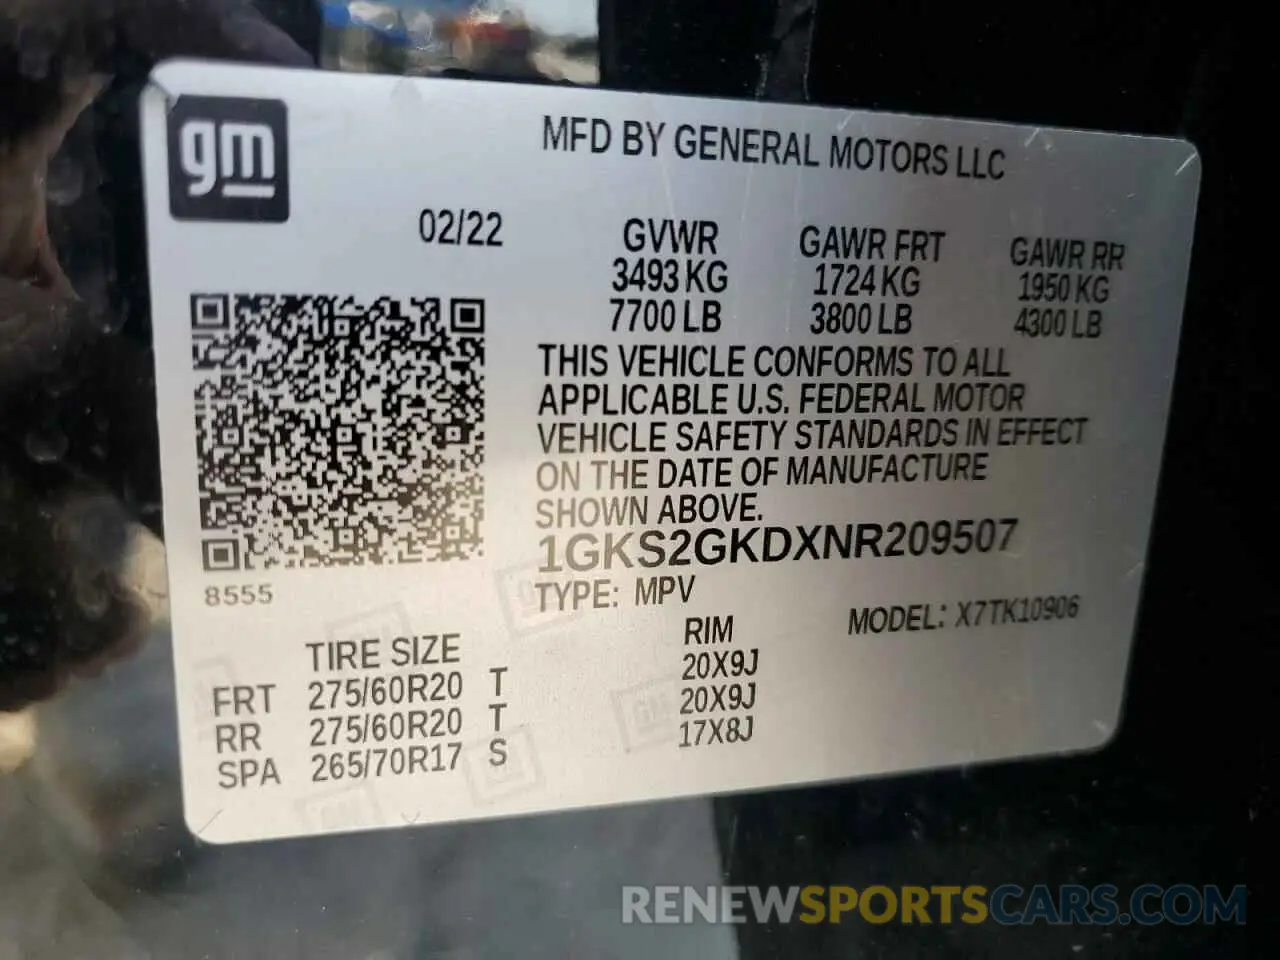 gm
MFD BY GENERAL MOTORS LLC
02/22
GVWR GAWR FRT GAWR RR
3493 KG 1724 KG 1950 KG
7700 LB 3800 LB 4300 LB
THIS VEHICLE CONFORMS TO ALL
APPLICABLE U.S. FEDERAL MOTOR
VEHICLE SAFETY STANDARDS IN EFFECT
ON THE DATE OF MANUFACTURE
SHOWN ABOVE.
1GKS2GKDXNR209507
8555
TYPE: MPV
MODEL: X7TK10906
TIRE SIZE RIM
FRT 275/60R20 T 20X9J
RR 275/60R20 T 20X9J
SPA 265/70R17 S 17X8J
RENEWSPORTSCARS.COM